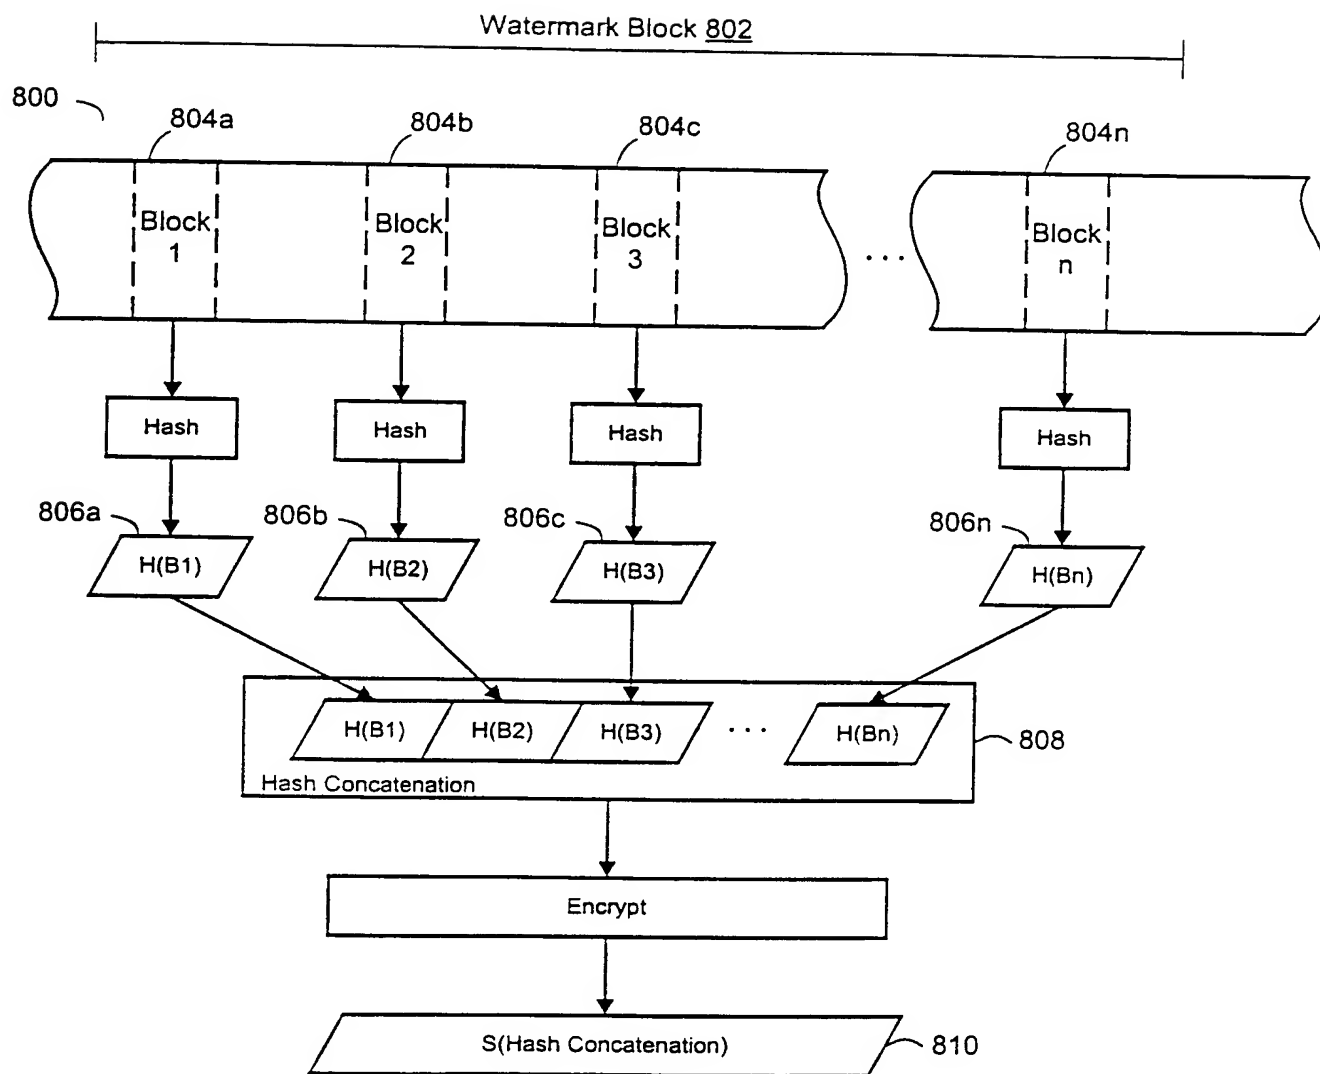 Watermark Block 802
800
804a
804b
804c
804n
Block 1
Block 2
Block 3
. . .
Block n
Hash
Hash
Hash
Hash
806a
806b
806c
806n
H(B1)
H(B2)
H(B3)
H(Bn)
H(B1)
H(B2)
H(B3)
. . .
H(Bn)
808
Hash Concatenation
Encrypt
S(Hash Concatenation)
810